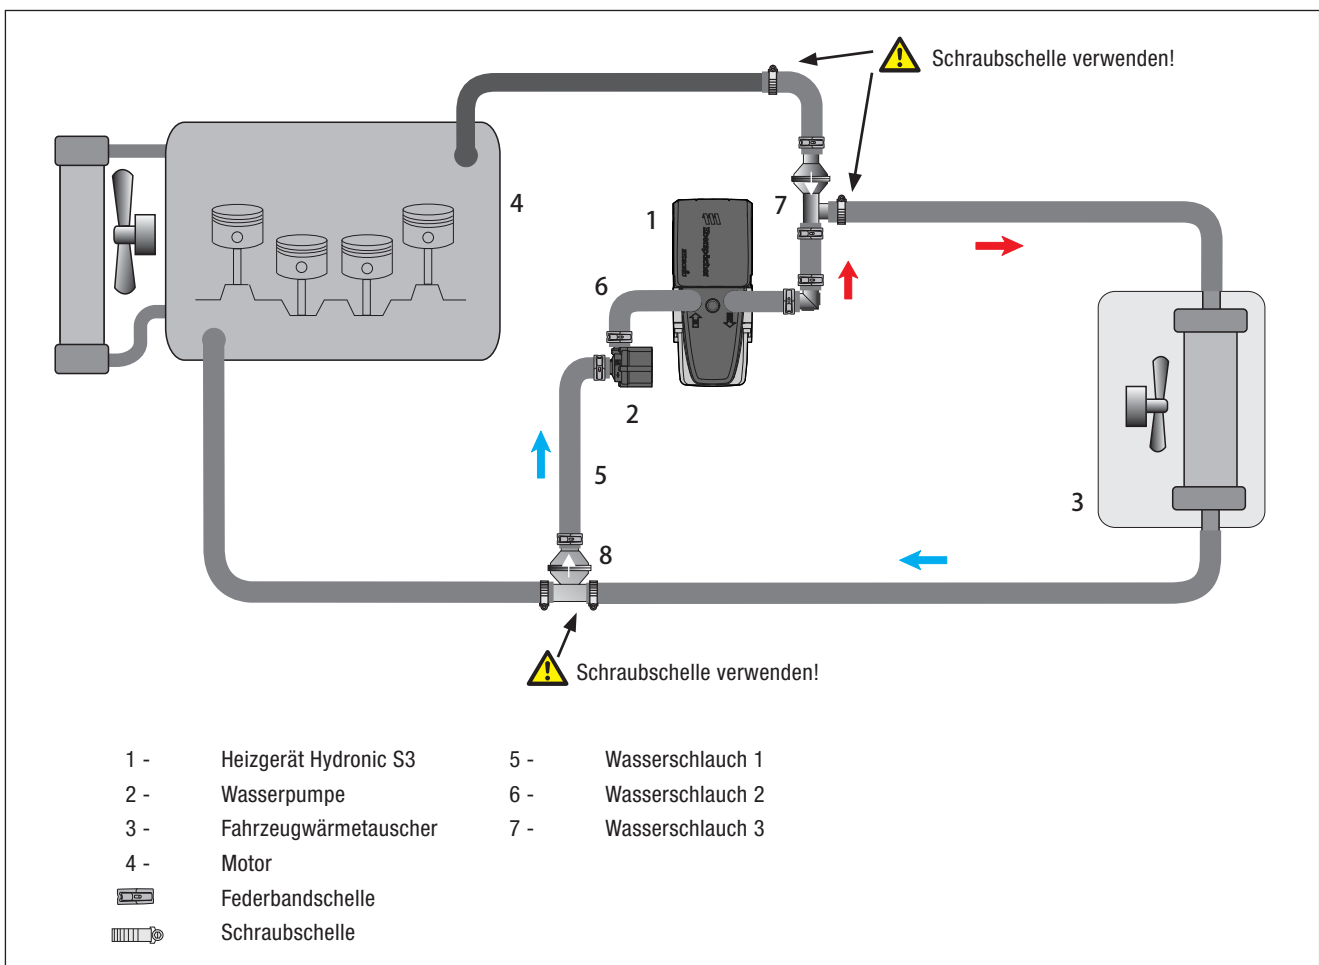 Schraubschelle verwenden!
4
1
7
6
2
5
3
8
Eberspächer
Schraubschelle verwenden!
1 - Heizgerät Hydronic S3 5 - Wasserschlauch 1
2 - Wasserpumpe 6 - Wasserschlauch 2
3 - Fahrzeugwärmetauscher 7 - Wasserschlauch 3
4 - Motor
Federbandschelle
Schraubschelle